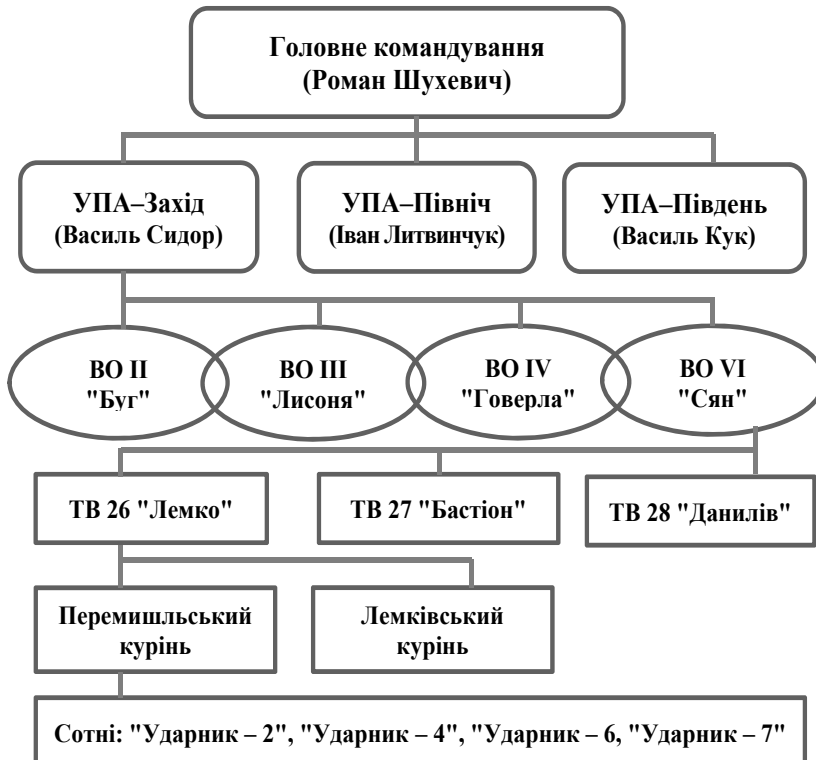 Головне командування
(Роман Шухевич)
УПА–Захід
(Василь Сидор)
УПА–Північ
(Іван Литвинчук)
УПА–Південь
(Василь Кук)
ВО ІІ
"Буг"
ВО ІІІ
"Лисоня"
ВО IV
"Говерла"
ВО VI
"Сян"
ТВ 26 "Лемко"
ТВ 27 "Бастіон"
ТВ 28 "Данилів"
Перемишльський
курінь
Лемківський
курінь
Сотні: "Ударник – 2", "Ударник – 4", "Ударник – 6, "Ударник – 7"